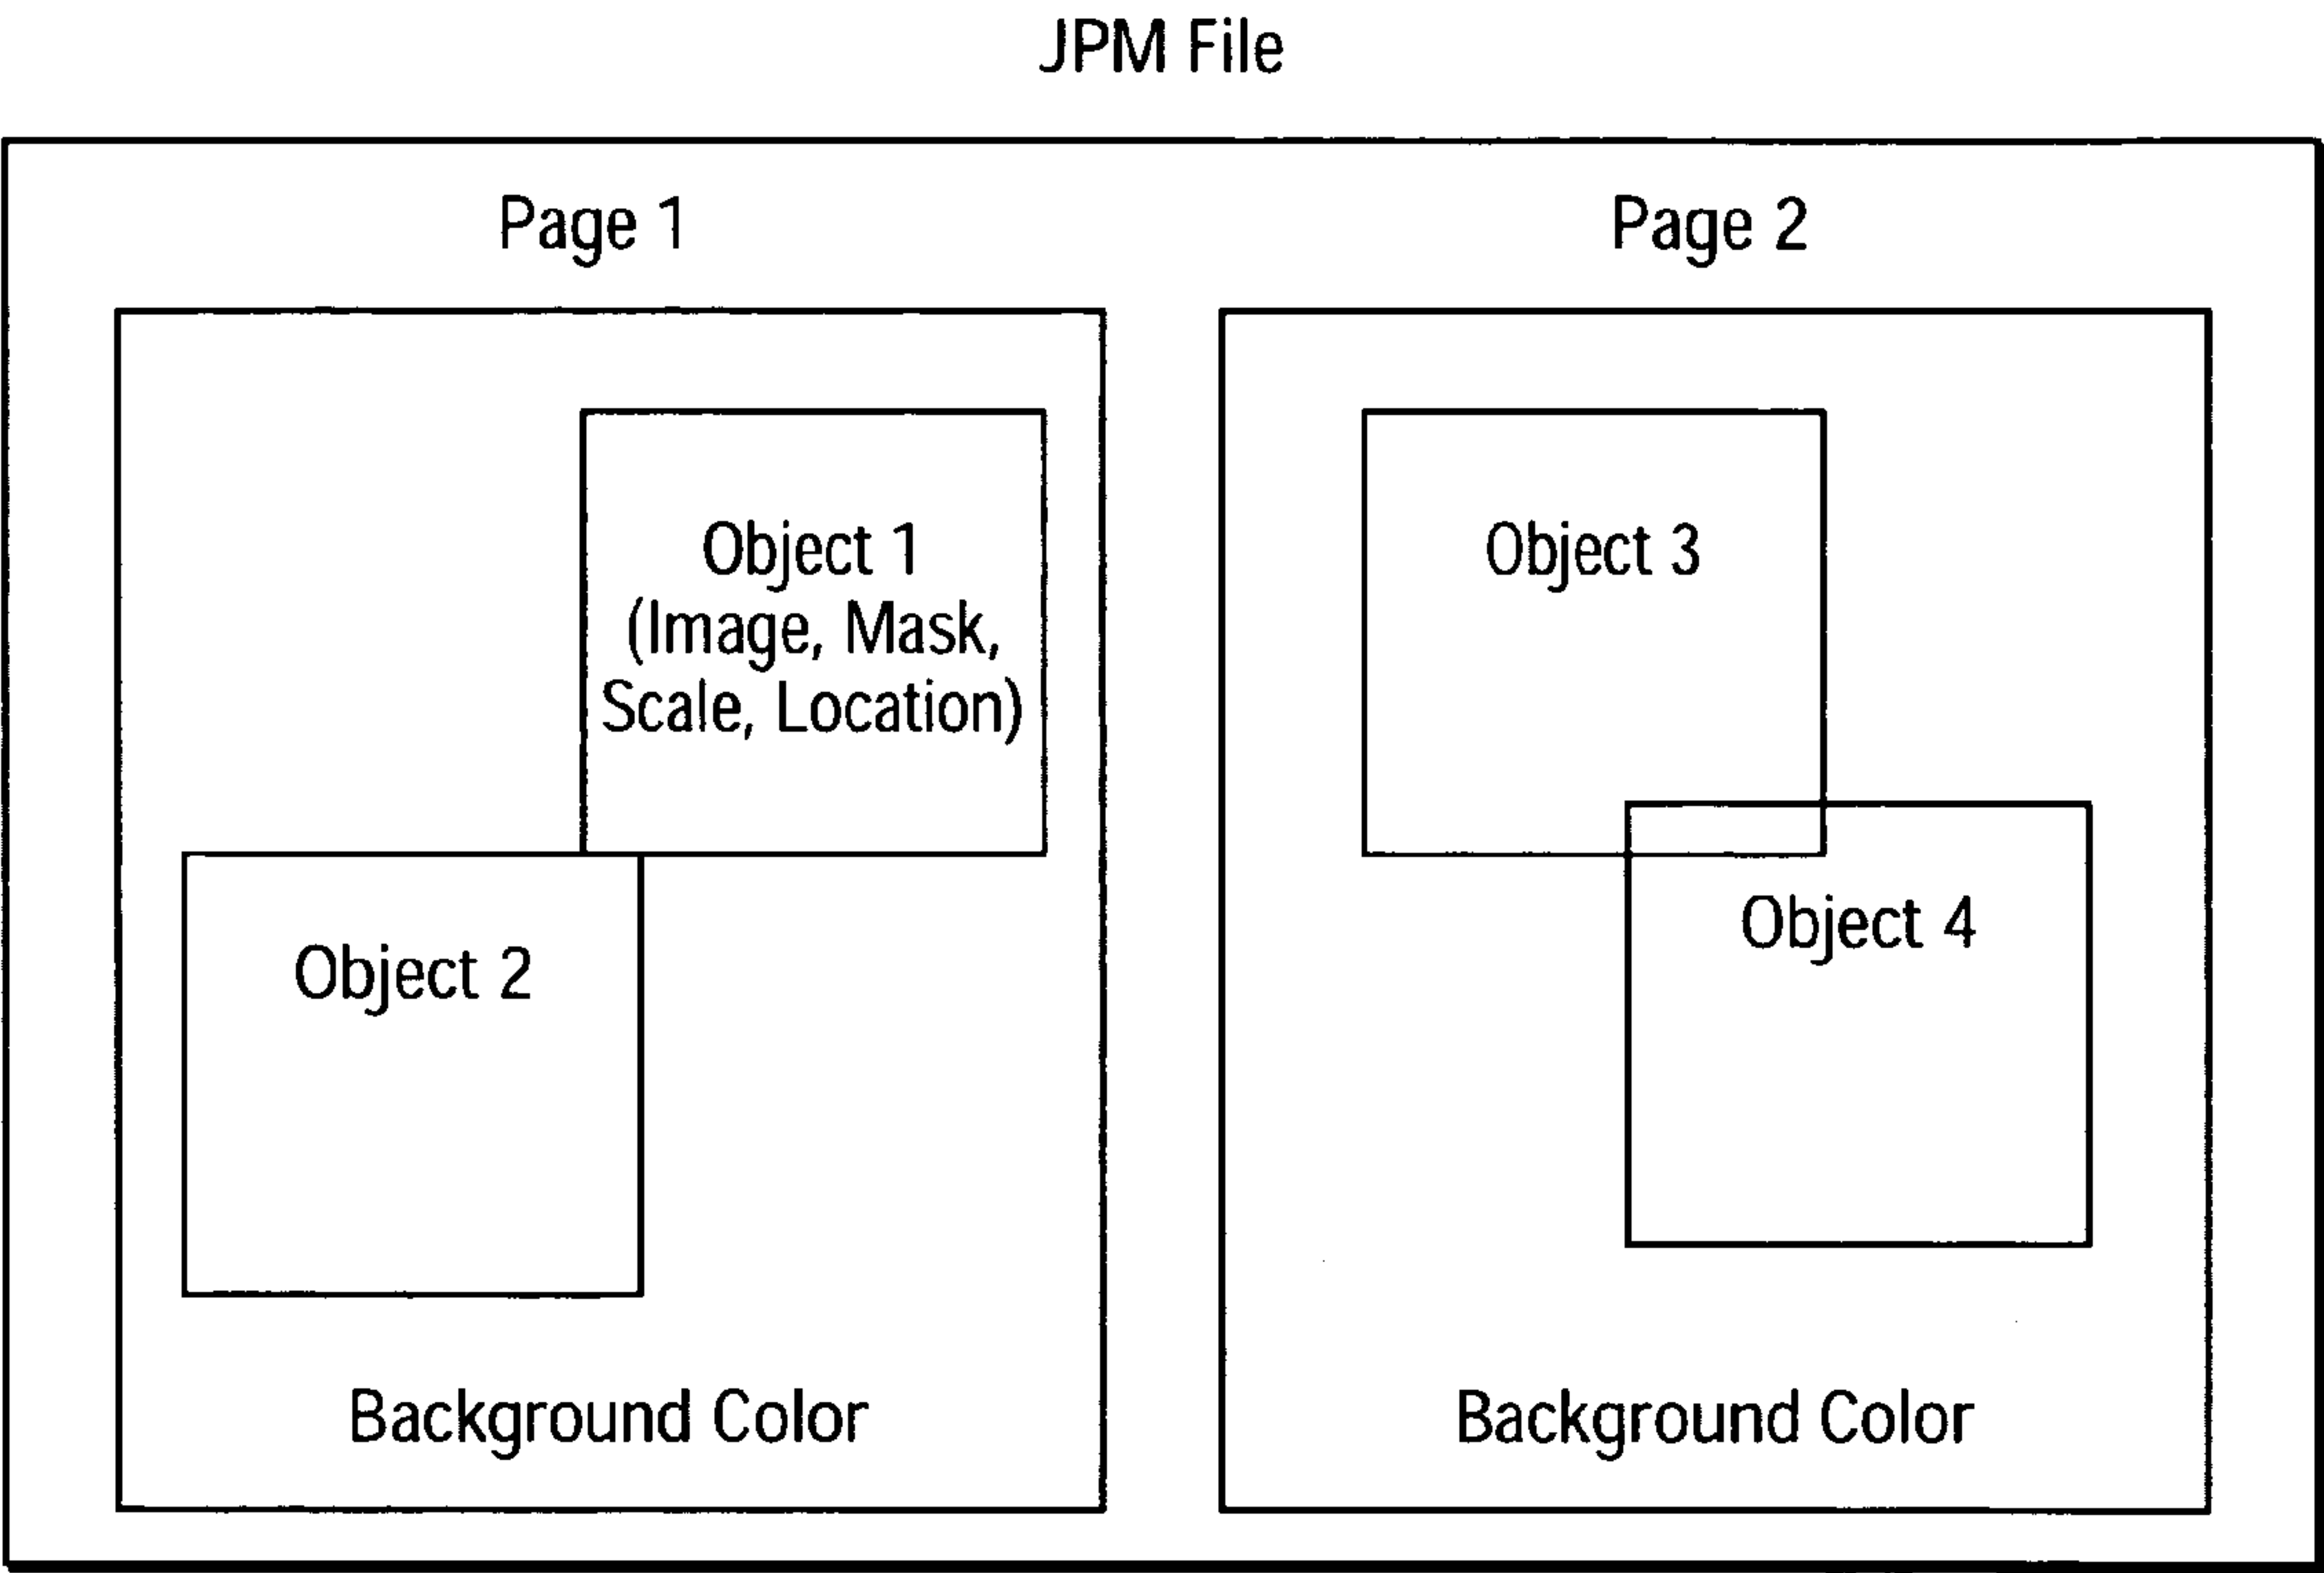 JPM File
Page 1
Object 1
(Image, Mask,
Scale, Location)
Object 2
Background Color
Page 2
Object 3
Object 4
Background Color